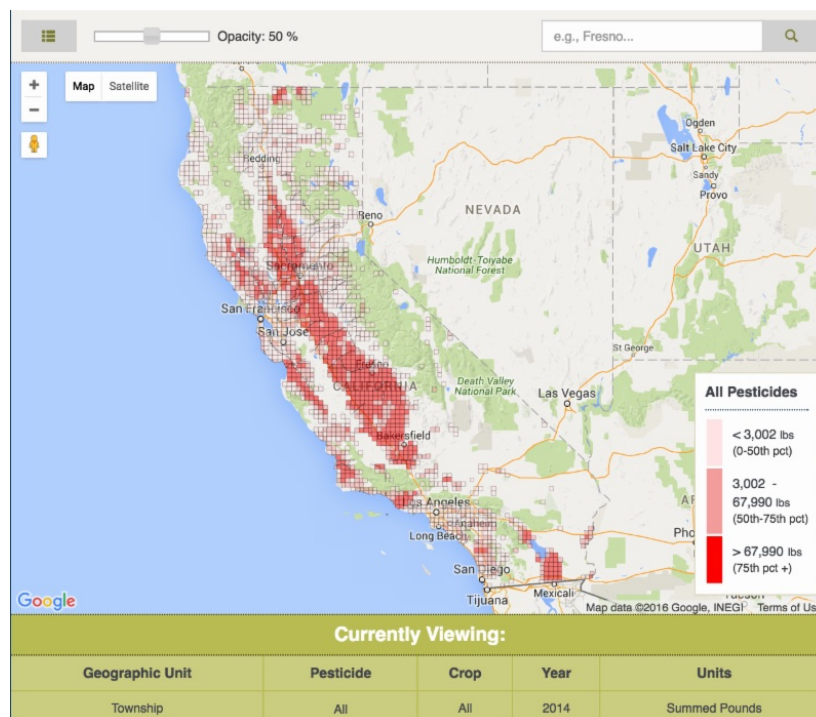 Opacity: 50 %
e.g., Fresno...
+
Map Satellite
−
Ogden
Salt Lake City
Redding
Sandy
Provo
Reno
NEVADA
UTAH
Humboldt-Toiyabe
National Forest
Sacramento
San Francisco
San Jose
St George
Fresno
CALIFORNIA
Death Valley
National Park
Las Vegas
Bakersfield
Los Angeles
Anaheim
Long Beach
San Diego
Mexicali
Tijuana
All Pesticides
< 3,002 lbs
(0-50th pct)
3,002 -
67,990 lbs
(50th-75th pct)
> 67,990 lbs
(75th pct +)
Google
Map data ©2016 Google, INEGI Terms of Us
Currently Viewing:
Geographic Unit Pesticide Crop Year Units
Township All All 2014 Summed Pounds